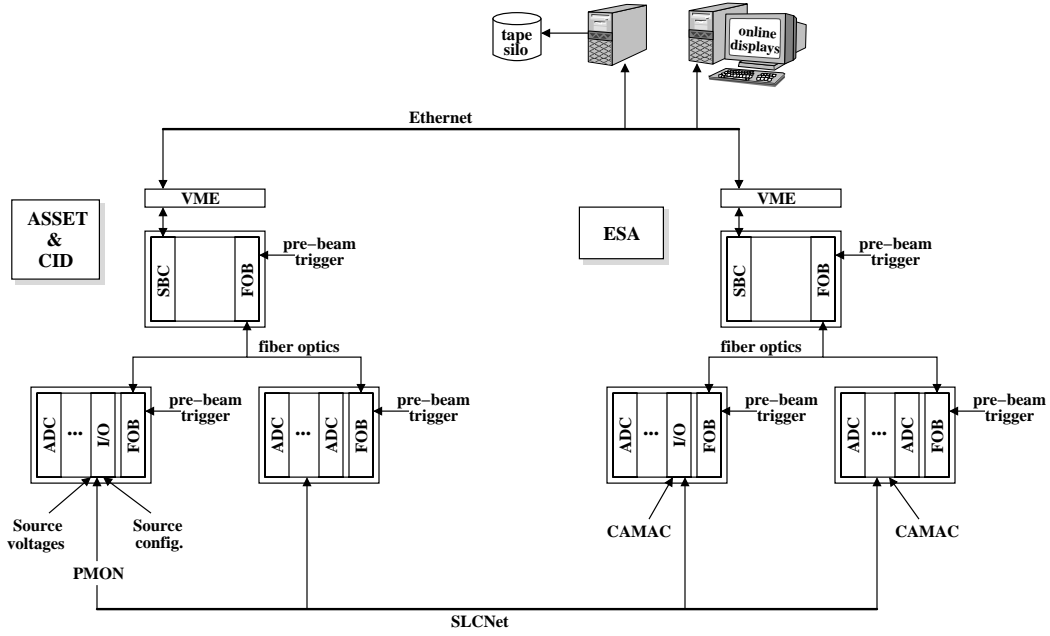 tape
silo
online
displays
Ethernet
VME
VME
ASSET
&
CID
ESA
SBC
FOB
pre−beam
trigger
SBC
FOB
pre−beam
trigger
fiber optics
fiber optics
ADC
...
I/O
FOB
pre−beam
trigger
ADC
...
ADC
FOB
pre−beam
trigger
ADC
...
I/O
FOB
pre−beam
trigger
ADC
...
ADC
FOB
pre−beam
trigger
Source
voltages
Source
config.
CAMAC
CAMAC
PMON
SLCNet